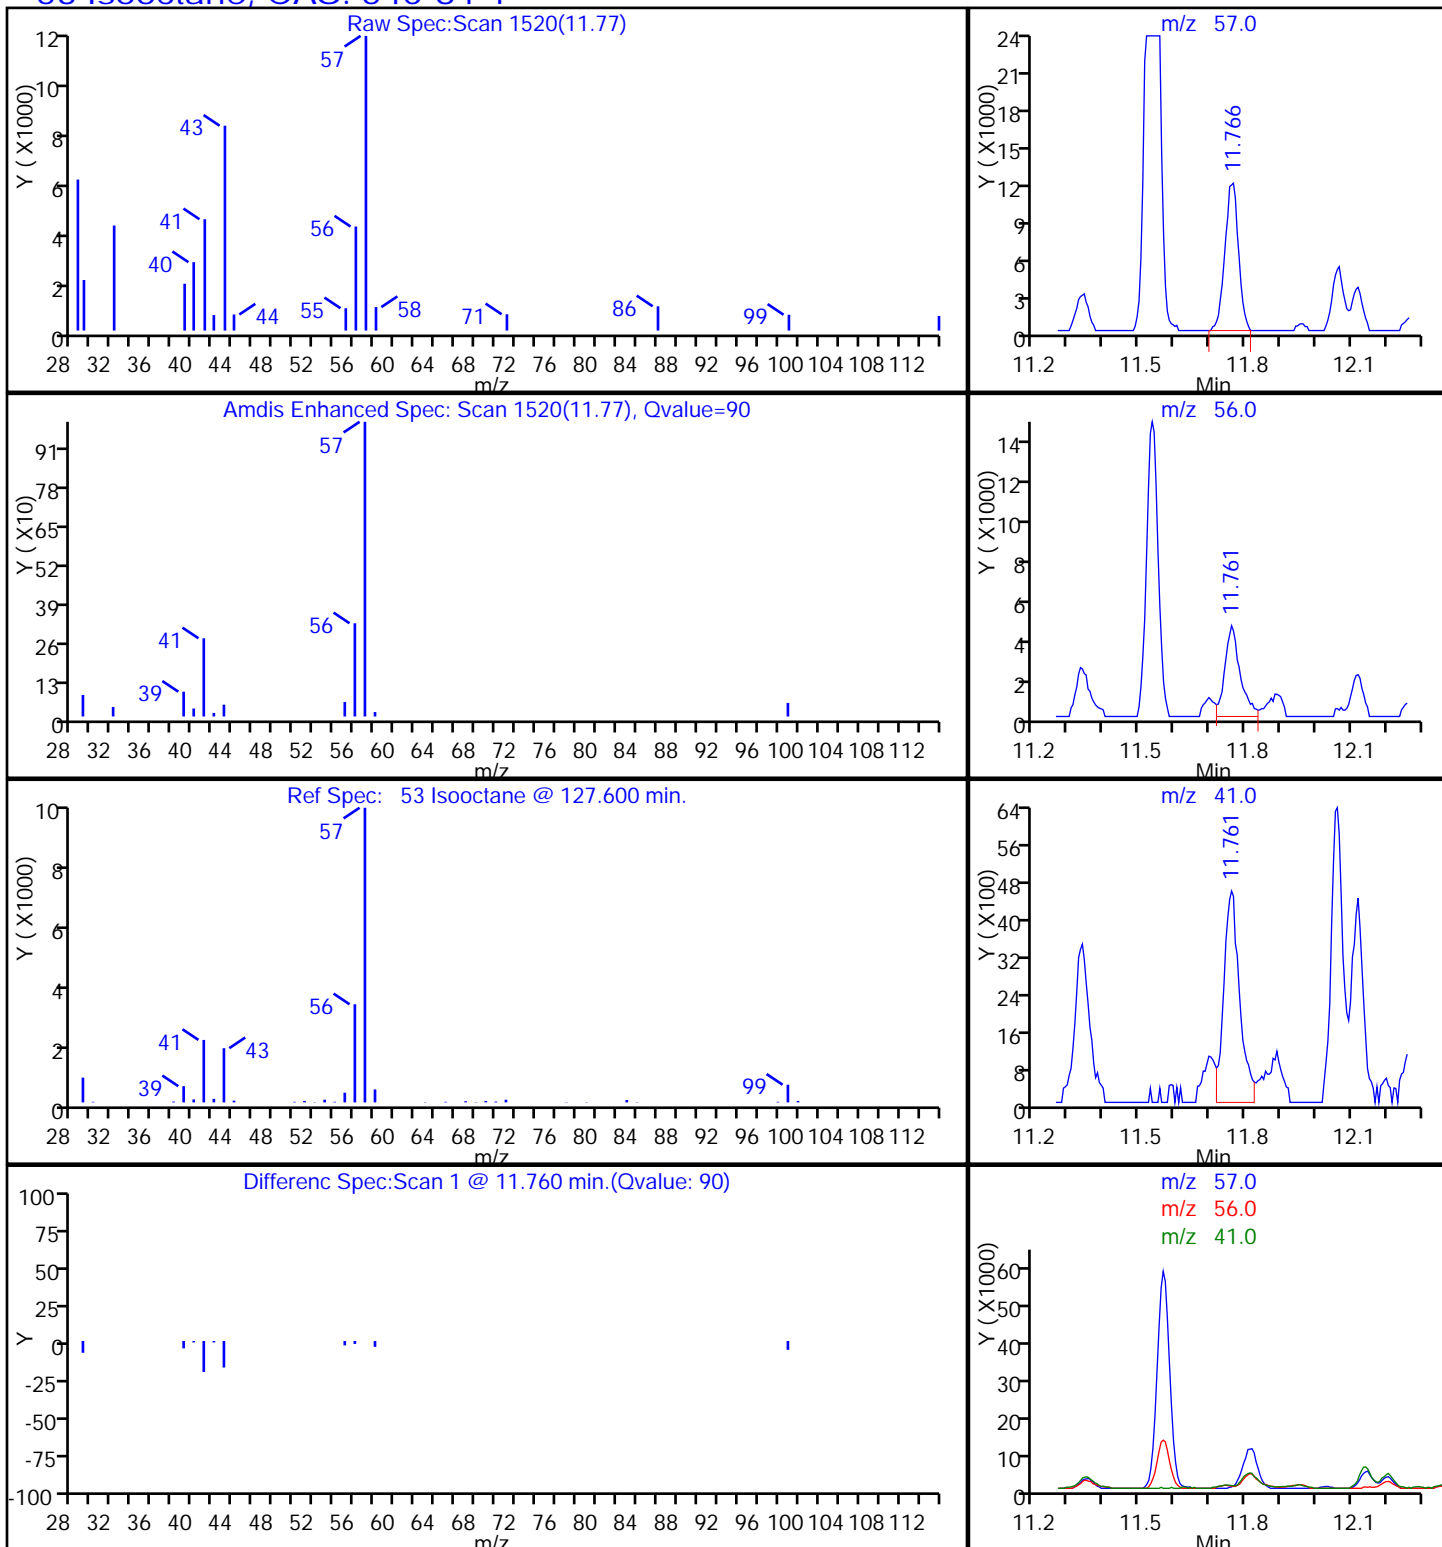 Raw Spec:Scan 1520(11.77)
Y ( X1000)
12
10
8
6
4
2
0
57
43
41
56
40
44
55
58
71
86
99
28 32 36 40 44 48 52 56 60 64 68 72 76 80 84 88 92 96 100 104 108 112
m/z
m/z 57.0
Y ( X1000)
24
21
18
15
12
9
6
3
0
11.766
11.2 11.5 11.8 12.1
Min
Amdis Enhanced Spec: Scan 1520(11.77), Qvalue=90
Y ( X10)
91
78
65
52
39
26
13
0
57
56
41
39
28 32 36 40 44 48 52 56 60 64 68 72 76 80 84 88 92 96 100 104 108 112
m/z
m/z 56.0
Y ( X1000)
14
12
10
8
6
4
2
0
11.761
11.2 11.5 11.8 12.1
Min
Ref Spec: 53 Isooctane @ 127.600 min.
Y ( X1000)
10
8
6
4
2
0
57
56
41
43
39
99
28 32 36 40 44 48 52 56 60 64 68 72 76 80 84 88 92 96 100 104 108 112
m/z
m/z 41.0
Y ( X100)
64
56
48
40
32
24
16
8
0
11.761
11.2 11.5 11.8 12.1
Min
Differenc Spec:Scan 1 @ 11.760 min.(Qvalue: 90)
Y
100
75
50
25
0
-25
-50
-75
-100
28 32 36 40 44 48 52 56 60 64 68 72 76 80 84 88 92 96 100 104 108 112
m/z
m/z 57.0
m/z 56.0
m/z 41.0
Y ( X1000)
60
50
40
30
20
10
0
11.2 11.5 11.8 12.1
Min